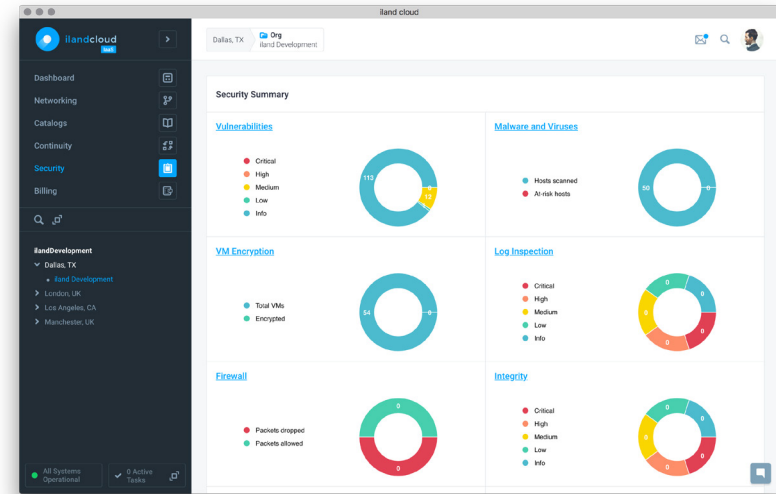 iland cloud
ilandcloud
IaaS
Dallas, TX
Org
iland Development
Dashboard
Networking
Catalogs
Continuity
Security
Billing
ilandDevelopment
Dallas, TX
iland Development
London, UK
Los Angeles, CA
Manchester, UK
All Systems
Operational
0 Active
Tasks
Security Summary
Vulnerabilities
Critical
High
Medium
Low
Info
113
0
12
Malware and Viruses
Hosts scanned
At-risk hosts
50
0
VM Encryption
Total VMs
Encrypted
54
0
Log Inspection
Critical
High
Medium
Low
Info
0
0
0
0
0
Firewall
Packets dropped
Packets allowed
0
0
Integrity
Critical
High
Medium
Low
Info
0
0
0
0
0